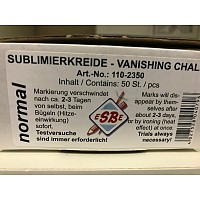 SUBLIMIERKREIDE - VANISHING CHAL
Art.-No.: 110-2350
Inhalt / Contents: 50 St. / pcs
normal
Markierung verschwindet
nach ca. 2-3 Tagen
von selbst, beim
Bügeln (Hitze-
einwirkung)
sofort.
Testversuche
sind erforderlich!
ESBE
Marks will dis-
appear by them-
selves after
about 2-3 days,
or by ironing (heat
effect) at once.
Trials always
necessary!